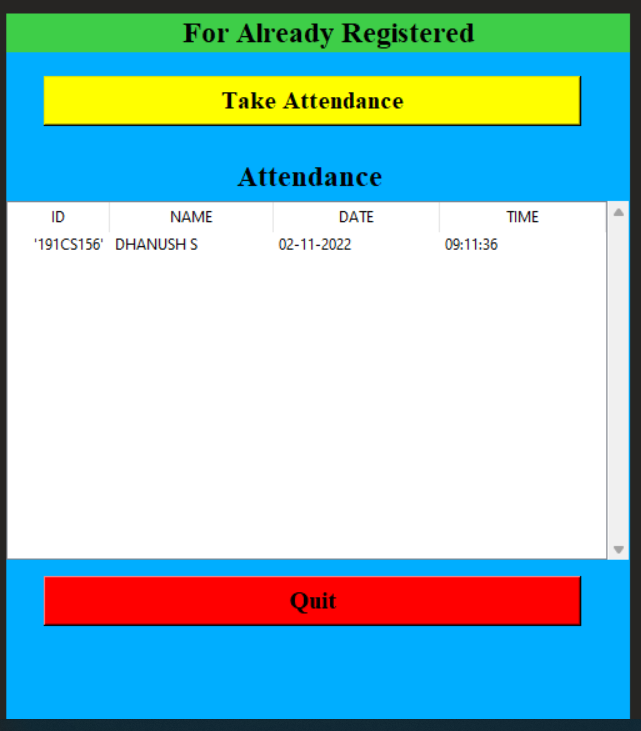 For Already Registered
Take Attendance
Attendance
ID NAME DATE TIME
'191CS156' DHANUSH S 02-11-2022 09:11:36
Quit